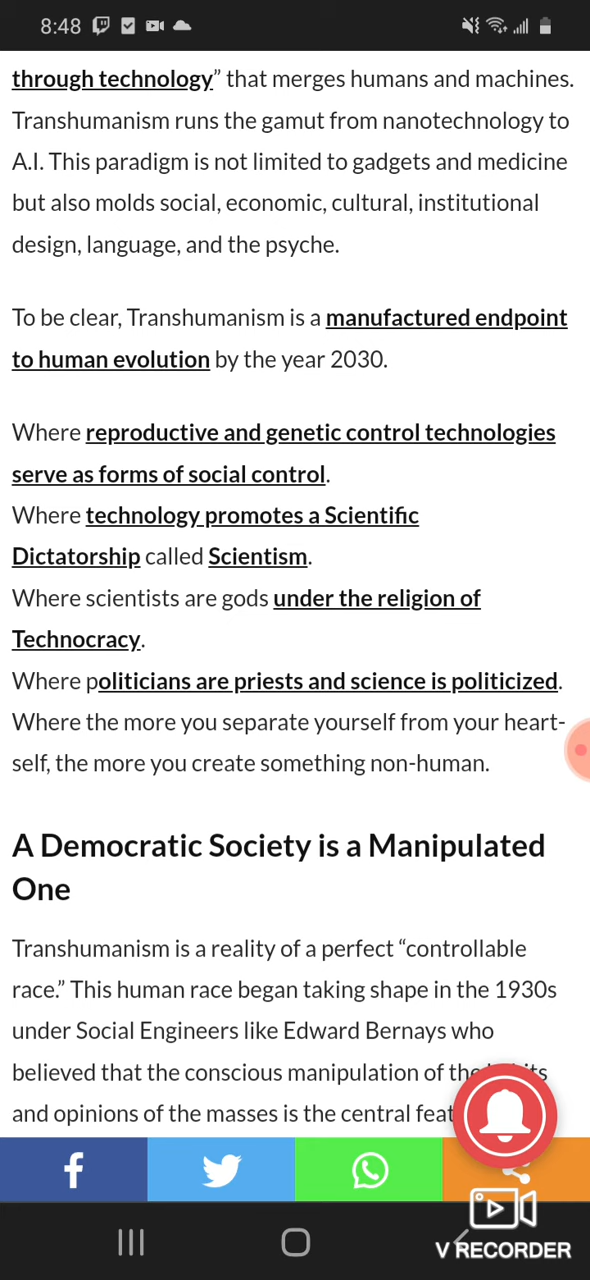 8:48
through technology” that merges humans and machines.
Transhumanism runs the gamut from nanotechnology to
A.I. This paradigm is not limited to gadgets and medicine
but also molds social, economic, cultural, institutional
design, language, and the psyche.
To be clear, Transhumanism is a manufactured endpoint
to human evolution by the year 2030.
Where reproductive and genetic control technologies
serve as forms of social control.
Where technology promotes a Scientific
Dictatorship called Scientism.
Where scientists are gods under the religion of
Technocracy.
Where politicians are priests and science is politicized.
Where the more you separate yourself from your heart-
self, the more you create something non-human.
A Democratic Society is a Manipulated
One
Transhumanism is a reality of a perfect “controllable
race.” This human race began taking shape in the 1930s
under Social Engineers like Edward Bernays who
believed that the conscious manipulation of the
and opinions of the masses is the central
V RECORDER